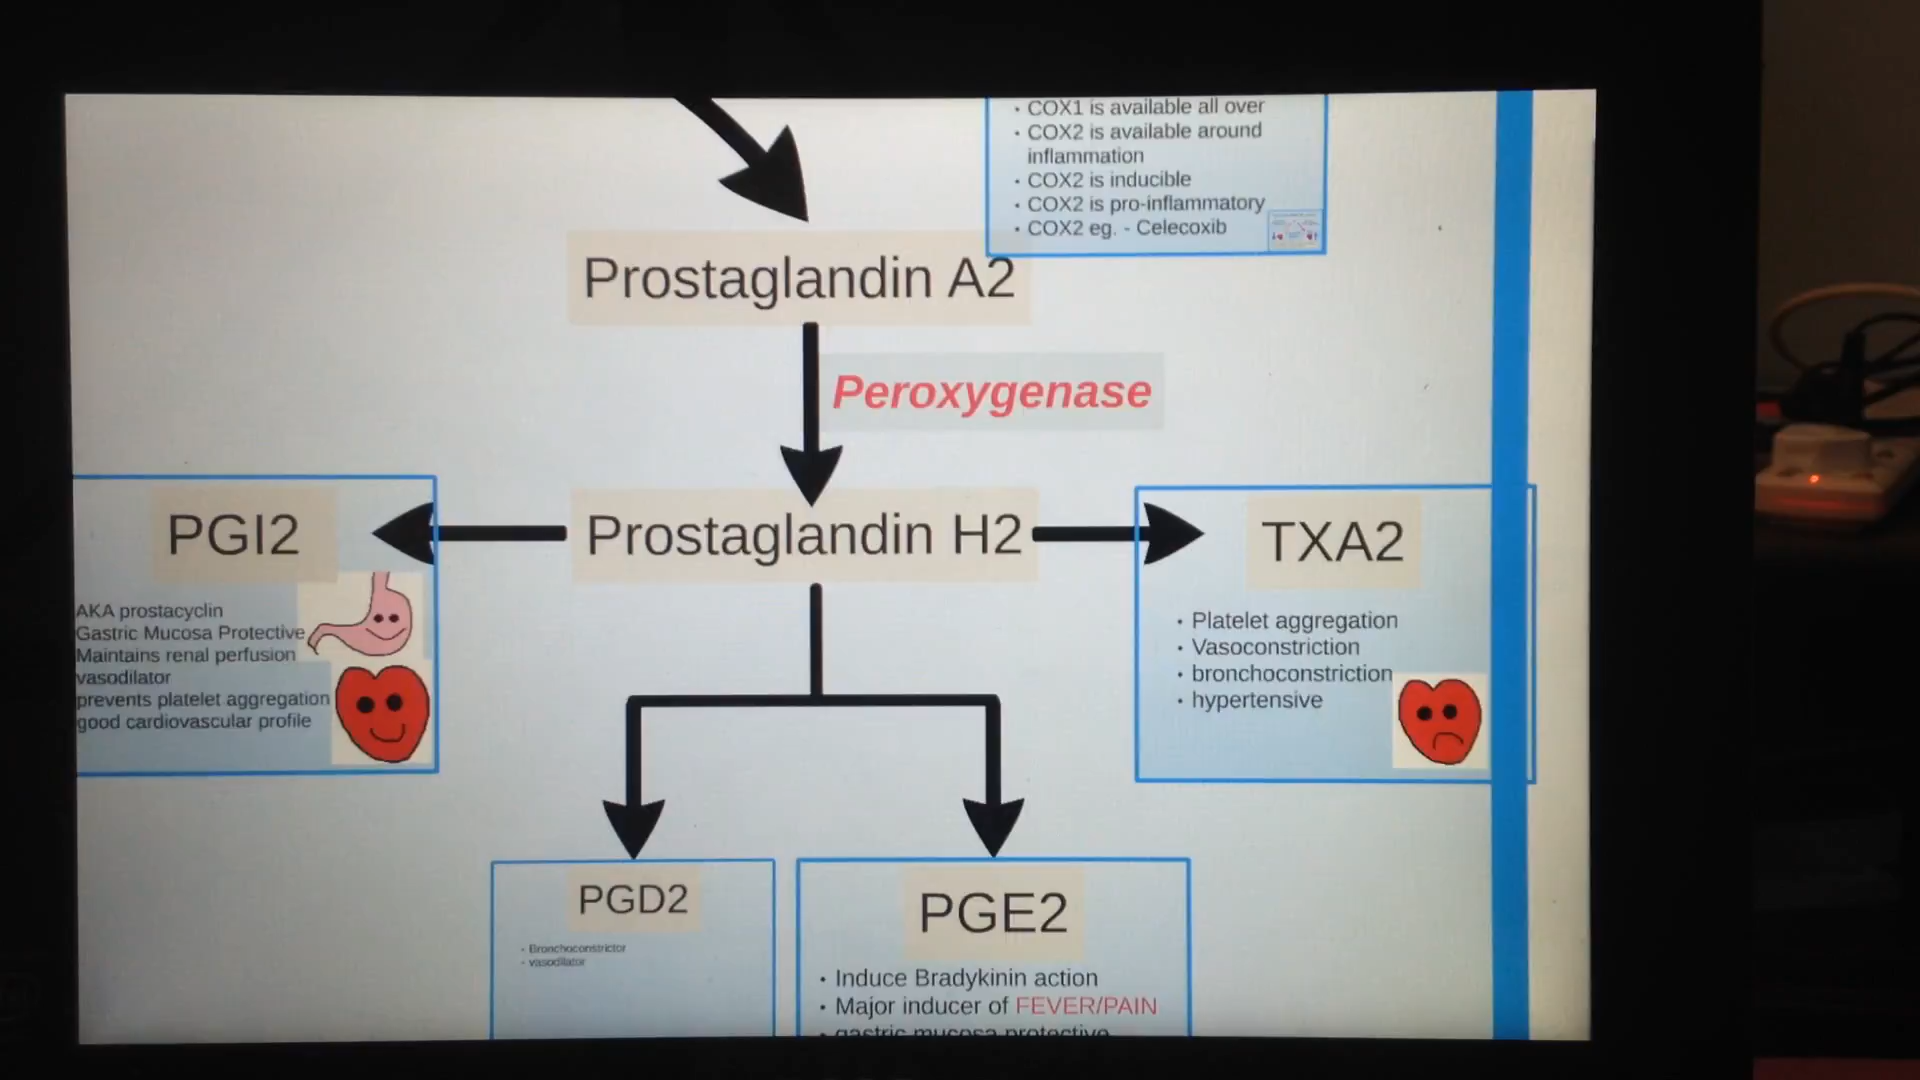 • COX1 is available all over
• COX2 is available around
inflammation
• COX2 is inducible
• COX2 is pro-inflammatory
• COX2 eg. - Celecoxib
Prostaglandin A2
Peroxygenase
PGI2
Prostaglandin H2
TXA2
AKA prostacyclin
Gastric Mucosa Protective
Maintains renal perfusion
vasodilator
prevents platelet aggregation
good cardiovascular profile
• Platelet aggregation
• Vasoconstriction
• bronchoconstriction
• hypertensive
PGD2
- Bronchoconstrictor
- vasodilator
PGE2
• Induce Bradykinin action
• Major inducer of FEVER/PAIN
• gastric mucosa protective